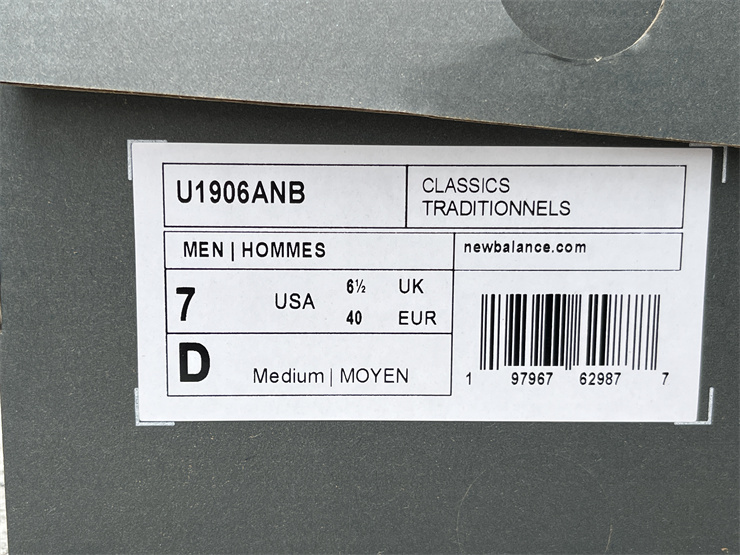 U1906ANB
CLASSICS
TRADITIONNELS
MEN | HOMMES
newbalance.com
7 USA 6½ UK
40 EUR
D Medium | MOYEN
1 97967 62987 7